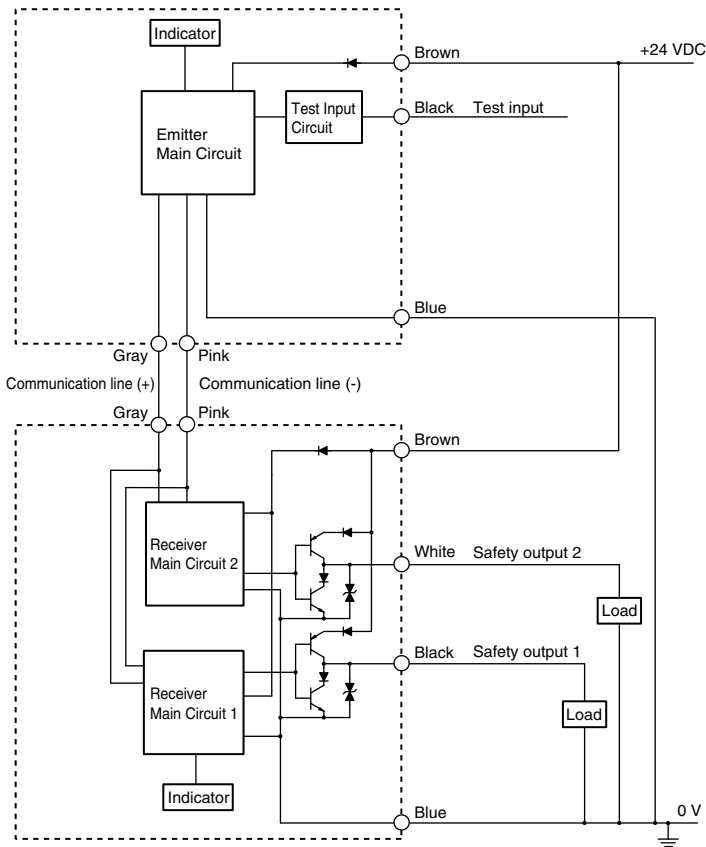 Indicator
Brown
+24 VDC
Emitter
Main Circuit
Test Input
Circuit
Black
Test input
Blue
Gray
Pink
Communication line (+)
Communication line (-)
Gray
Pink
Brown
Receiver
Main Circuit 2
White
Safety output 2
Load
Black
Safety output 1
Receiver
Main Circuit 1
Load
Indicator
Blue
0 V